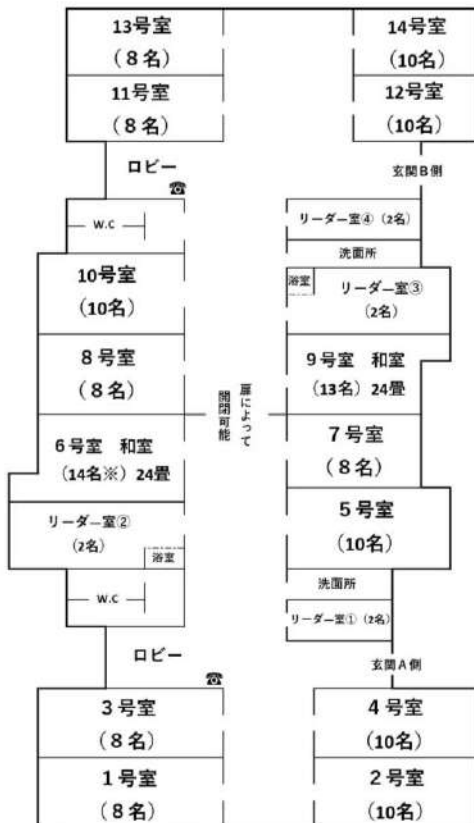 13号室
(8名)
14号室
(10名)
11号室
(8名)
12号室
(10名)
ロビー
☎
玄関B側
W.C
リーダー室④(2名)
洗面所
浴室
リーダー室③
(2名)
10号室
(10名)
8号室
(8名)
9号室 和室
(13名)24畳
扉によって
開閉可能
6号室 和室
(14名※)24畳
7号室
(8名)
リーダー室②
(2名)
浴室
5号室
(10名)
洗面所
W.C
リーダー室①(2名)
ロビー
☎
玄関A側
3号室
(8名)
4号室
(10名)
1号室
(8名)
2号室
(10名)